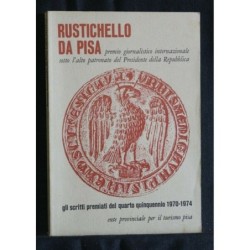 RUSTICHELLO
DA PISA premio giornalistico internazionale
sotto l'alto patronato del Presidente della Repubblica
gli scritti premiati del quarto quinquennio 1970-1974
ente provinciale per il turismo pisa